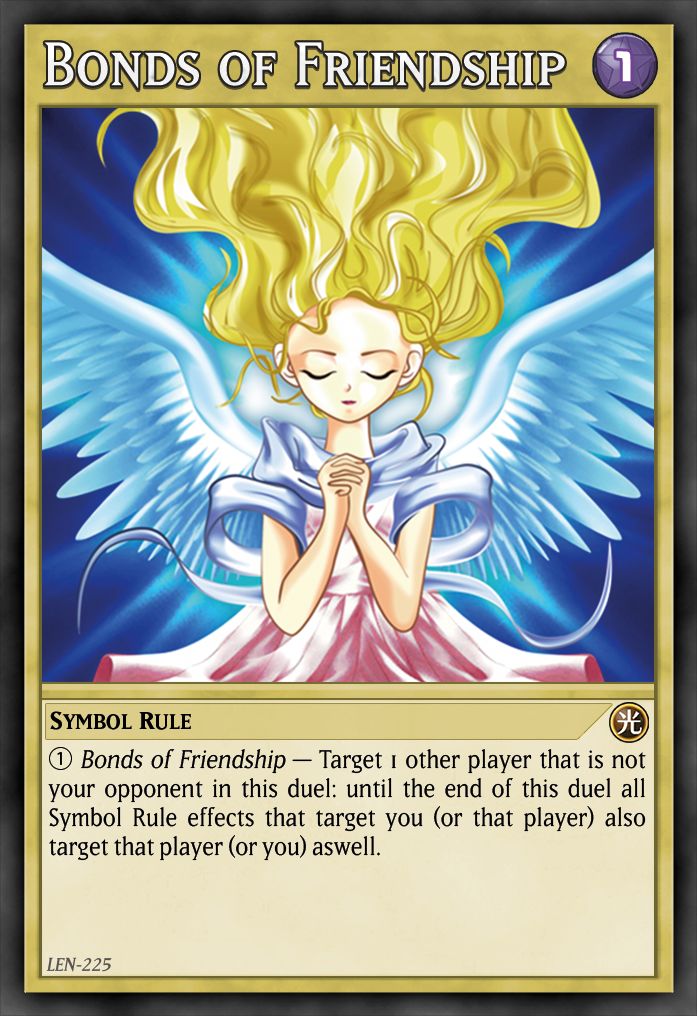 Bonds of Friendship
1
Symbol Rule
光
① Bonds of Friendship — Target 1 other player that is not
your opponent in this duel: until the end of this duel all
Symbol Rule effects that target you (or that player) also
target that player (or you) aswell.
LEN-225